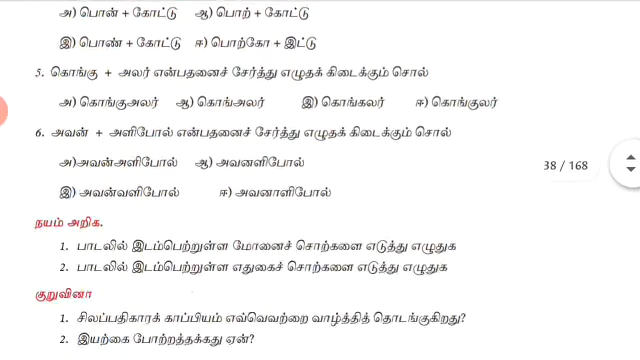 அ) பொன் + கோட்டு ஆ) பொற் + கோட்டு
இ) பொண் + கோட்டு ஈ) பொற்கோ + இட்டு
5. கொங்கு + அலர் என்பதனைச் சேர்த்து எழுதக் கிடைக்கும் சொல்
அ) கொங்குஅலர் ஆ) கொங்அலர் இ) கொங்கலர் ஈ) கொங்குலர்
6. அவன் + அளிபோல் என்பதனைச் சேர்த்து எழுதக் கிடைக்கும் சொல்
அ)அவன்அளிபோல் ஆ) அவனளிபோல்
38 / 168
இ) அவன்வளிபோல் ஈ) அவனாளிபோல்
நயம் அறிக.
1. பாடலில் இடம்பெற்றுள்ள மோனைச் சொற்களை எடுத்து எழுதுக
2. பாடலில் இடம்பெற்றுள்ள எதுகைச் சொற்களை எடுத்து எழுதுக
குறுவினா
1. சிலப்பதிகாரக் காப்பியம் எவ்வெவற்றை வாழ்த்தித் தொடங்குகிறது?
2. இயற்கை போற்றத்தக்கது ஏன்?